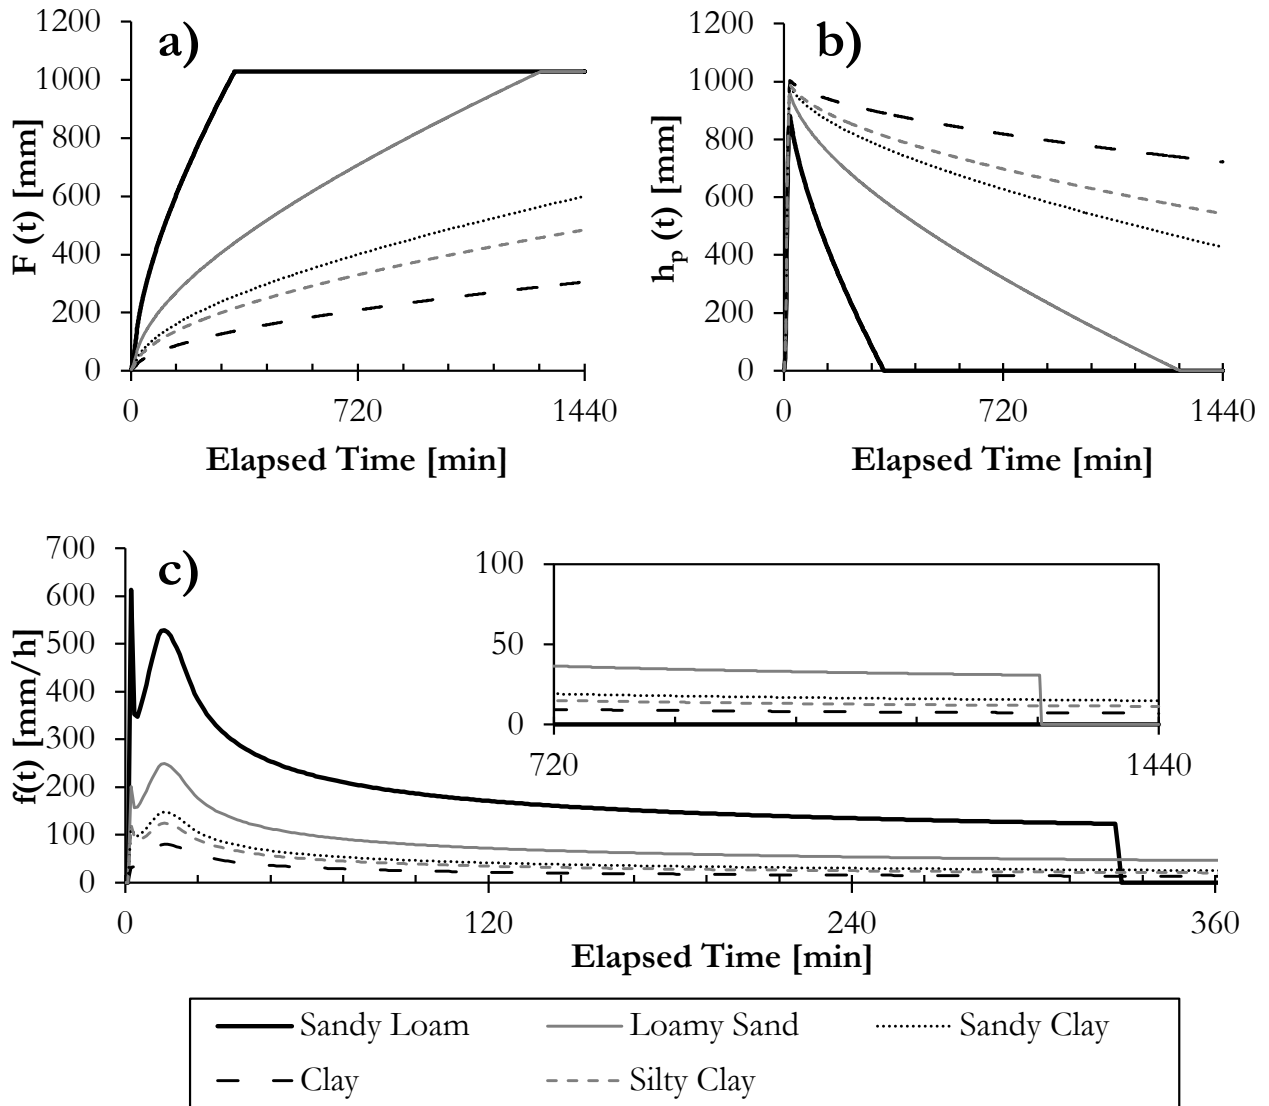 a)
1200
1000
800
600
400
200
0
F (t) [mm]
0 720 1440
Elapsed Time [min]
b)
1200
1000
800
600
400
200
0
hp (t) [mm]
0 720 1440
Elapsed Time [min]
c)
700
600
500
400
300
200
100
0
f(t) [mm/h]
0 120 240 360
Elapsed Time [min]
100
50
0
720 1440
Sandy Loam Loamy Sand Sandy Clay
Clay Silty Clay